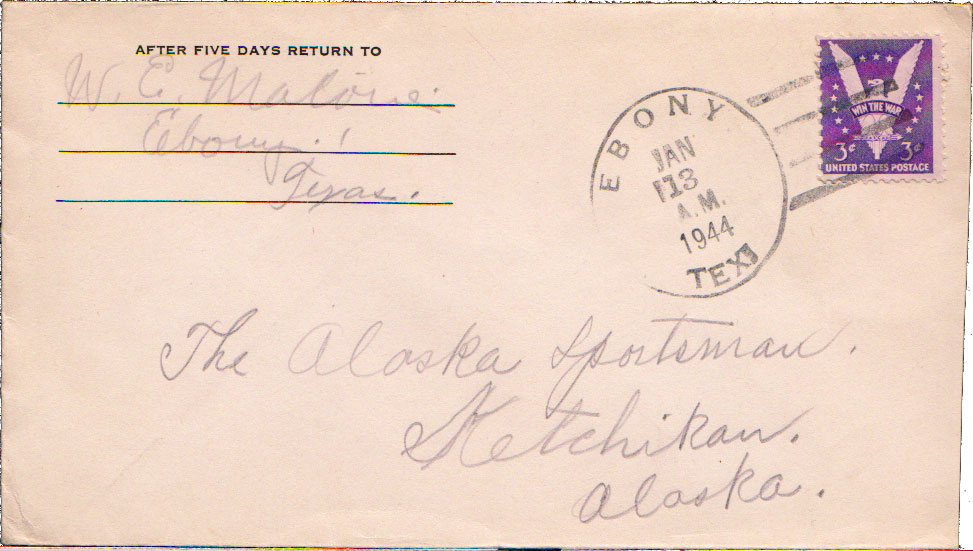 AFTER FIVE DAYS RETURN TO
W. E. Malone
Ebony
Texas.
EBONY
JAN
13
A.M.
1944
TEX
WIN THE WAR
3¢ 3¢
UNITED STATES POSTAGE
The Alaska Sportsman.
Ketchikan.
Alaska.